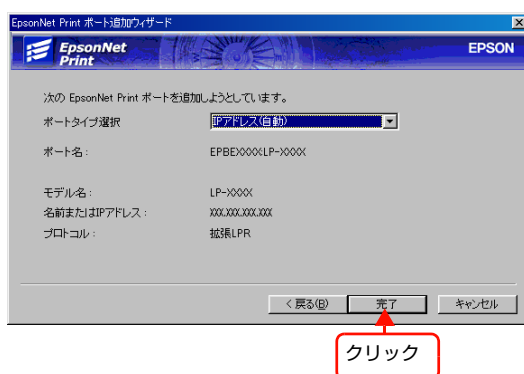 EpsonNet Print ポート追加ウィザード
EpsonNet
Print
EPSON
次の EpsonNet Print ポートを追加しようとしています。
ポートタイプ選択 IPアドレス(自動)
ポート名: EPBEXXXX:LP-XXXX
モデル名: LP-XXXX
名前またはIPアドレス: XXX.XXX.XXX.XXX
プロトコル: 拡張LPR
< 戻る(B) 完了 キャンセル
クリック